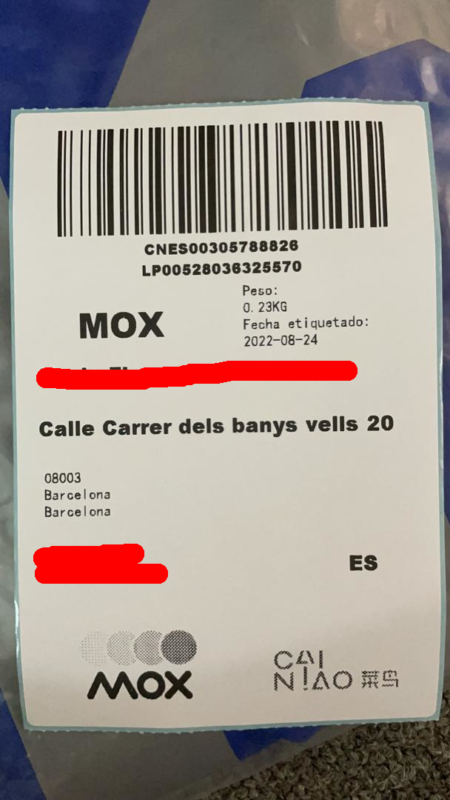 CNES00305788826
LP00528036325570
Peso:
0.23KG
MOX
Fecha etiquetado:
2022-08-24
Calle Carrer dels banys vells 20
08003
Barcelona
Barcelona
ES
MOX
CAI
NIAO 菜鸟